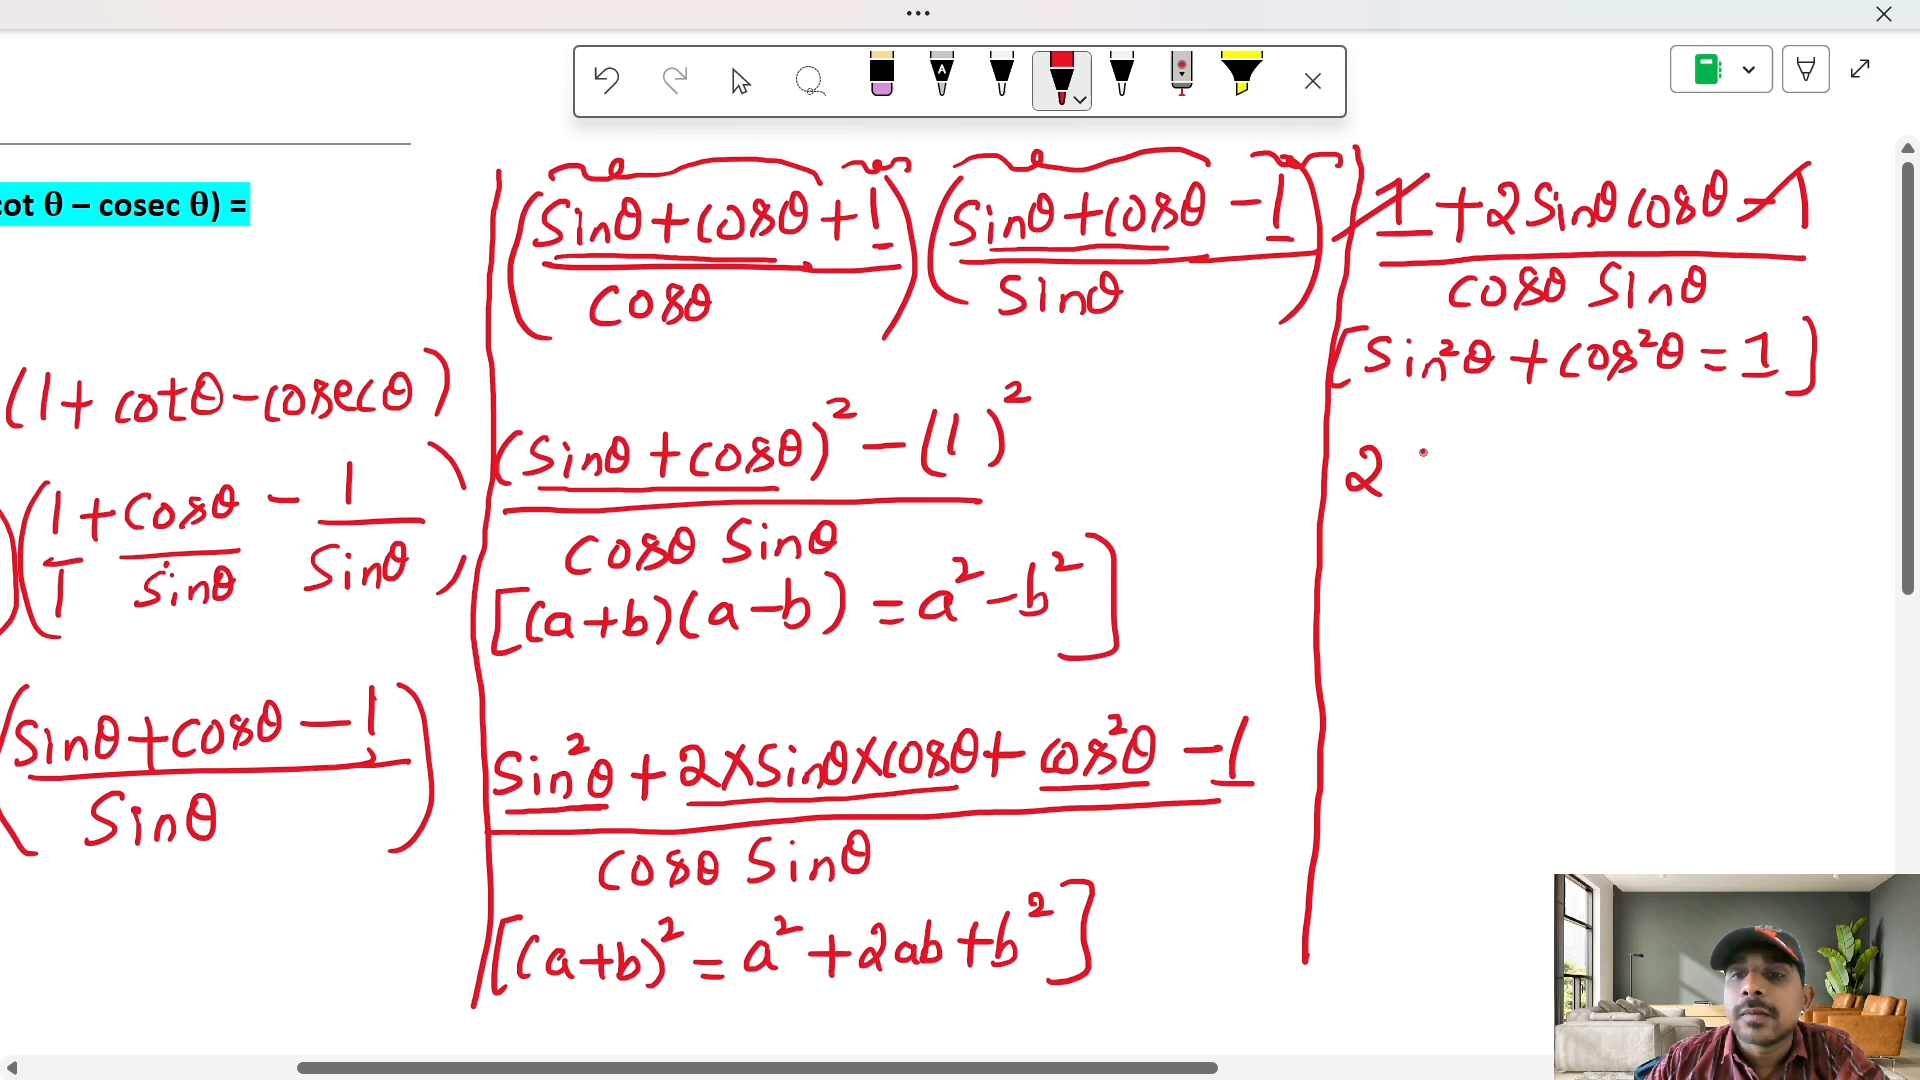 cot θ – cosec θ) =
(1 + cotθ - cosecθ)
(1/1 + cosθ/sinθ - 1/sinθ)
(sinθ + cosθ - 1)
sinθ
(sinθ + cosθ + 1) (sinθ + cosθ - 1)
cosθ sinθ
(sinθ + cosθ)² - (1)²
cosθ sinθ
[(a+b)(a-b) = a² - b²]
sin²θ + 2×sinθ×cosθ + cos²θ - 1
cosθ sinθ
[(a+b)² = a² + 2ab + b²]
1 + 2sinθ cosθ - 1
cosθ sinθ
[sin²θ + cos²θ = 1]
2